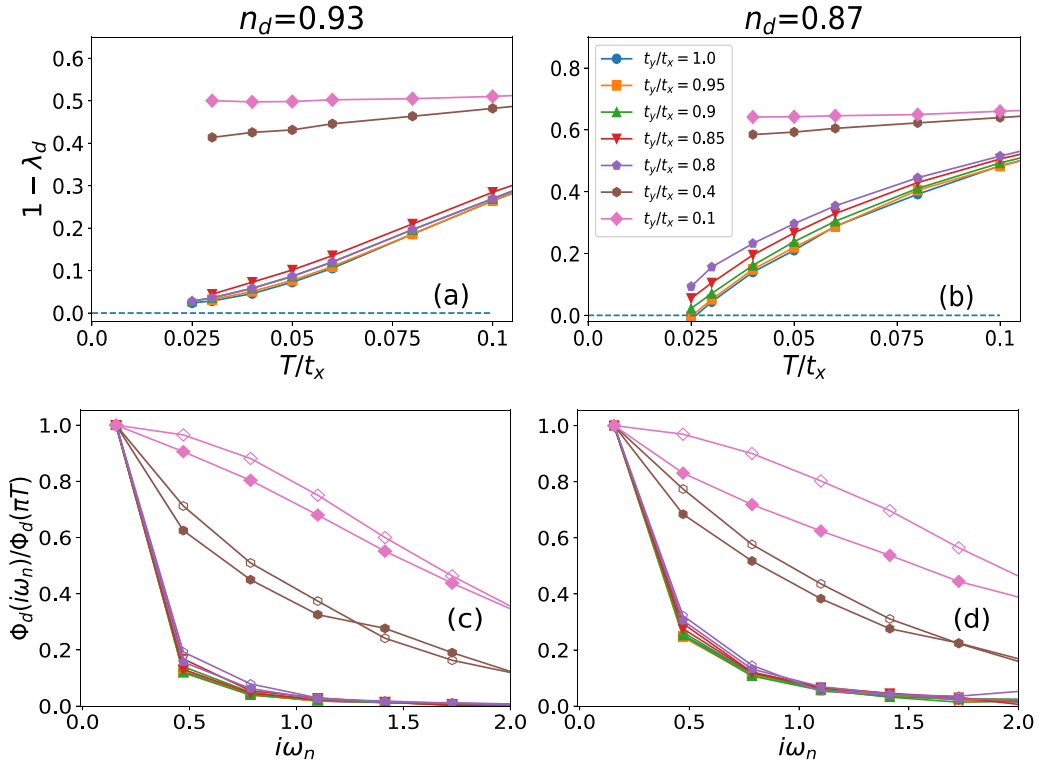 n_d=0.93
n_d=0.87
0.6
0.5
0.4
0.3
0.2
0.1
0.0
1 − λ_d
(a)
0.0
0.025
0.05
0.075
0.1
T/t_x
0.8
0.6
0.4
0.2
0.0
t_y/t_x = 1.0
t_y/t_x = 0.95
t_y/t_x = 0.9
t_y/t_x = 0.85
t_y/t_x = 0.8
t_y/t_x = 0.4
t_y/t_x = 0.1
(b)
0.0
0.025
0.05
0.075
0.1
T/t_x
1.0
0.8
0.6
0.4
0.2
0.0
Φ_d(iω_n)/Φ_d(πT)
(c)
0.0
0.5
1.0
1.5
2.0
iω_n
1.0
0.8
0.6
0.4
0.2
0.0
(d)
0.0
0.5
1.0
1.5
2.0
iω_n